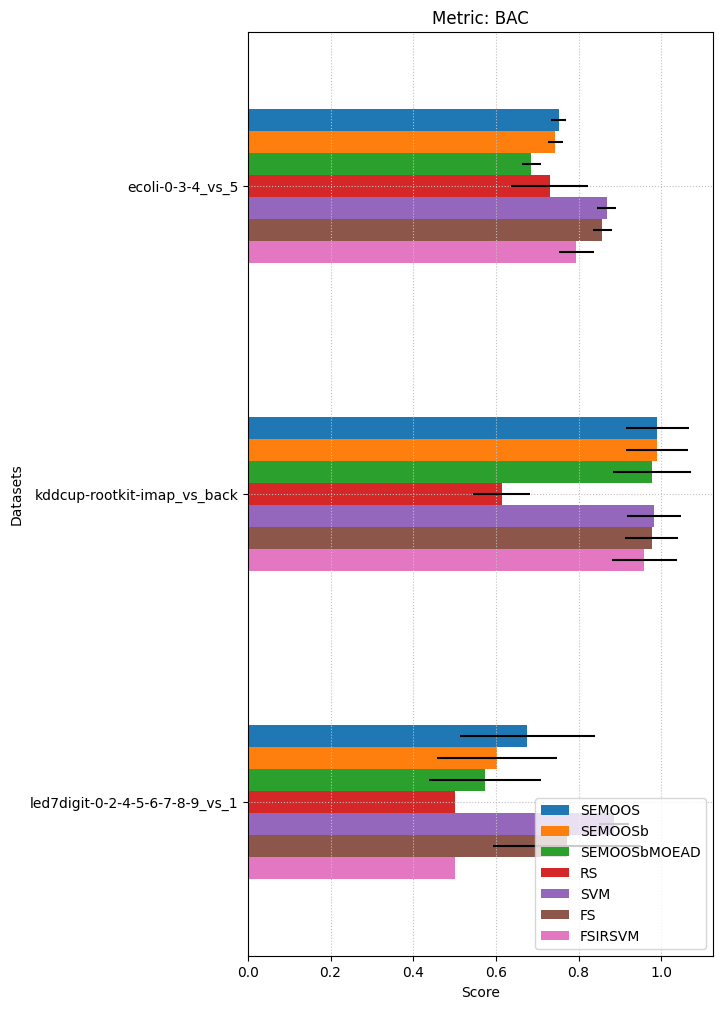 Metric: BAC
Datasets
ecoli-0-3-4_vs_5
kddcup-rootkit-imap_vs_back
led7digit-0-2-4-5-6-7-8-9_vs_1
SEMOOS
SEMOOSb
SEMOOSbMOEAD
RS
SVM
FS
FSIRSVM
0.0 0.2 0.4 0.6 0.8 1.0
Score